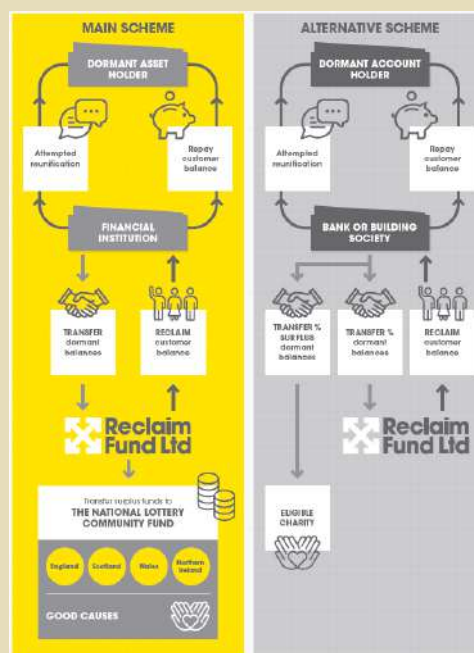 MAIN SCHEME
DORMANT ASSET
HOLDER
Attempted
reunification
Repay
customer
balance
FINANCIAL
INSTITUTION
TRANSFER
dormant
balances
RECLAIM
customer
balance
Reclaim
Fund Ltd
Transfer surplus funds to
THE NATIONAL LOTTERY
COMMUNITY FUND
England
Scotland
Wales
Northern
Ireland
GOOD CAUSES
ALTERNATIVE SCHEME
DORMANT ACCOUNT
HOLDER
Attempted
reunification
Repay
customer
balance
BANK OR BUILDING
SOCIETY
TRANSFER %
SURPLUS
dormant
balances
TRANSFER %
dormant
balances
RECLAIM
customer
balance
Reclaim
Fund Ltd
ELIGIBLE
CHARITY